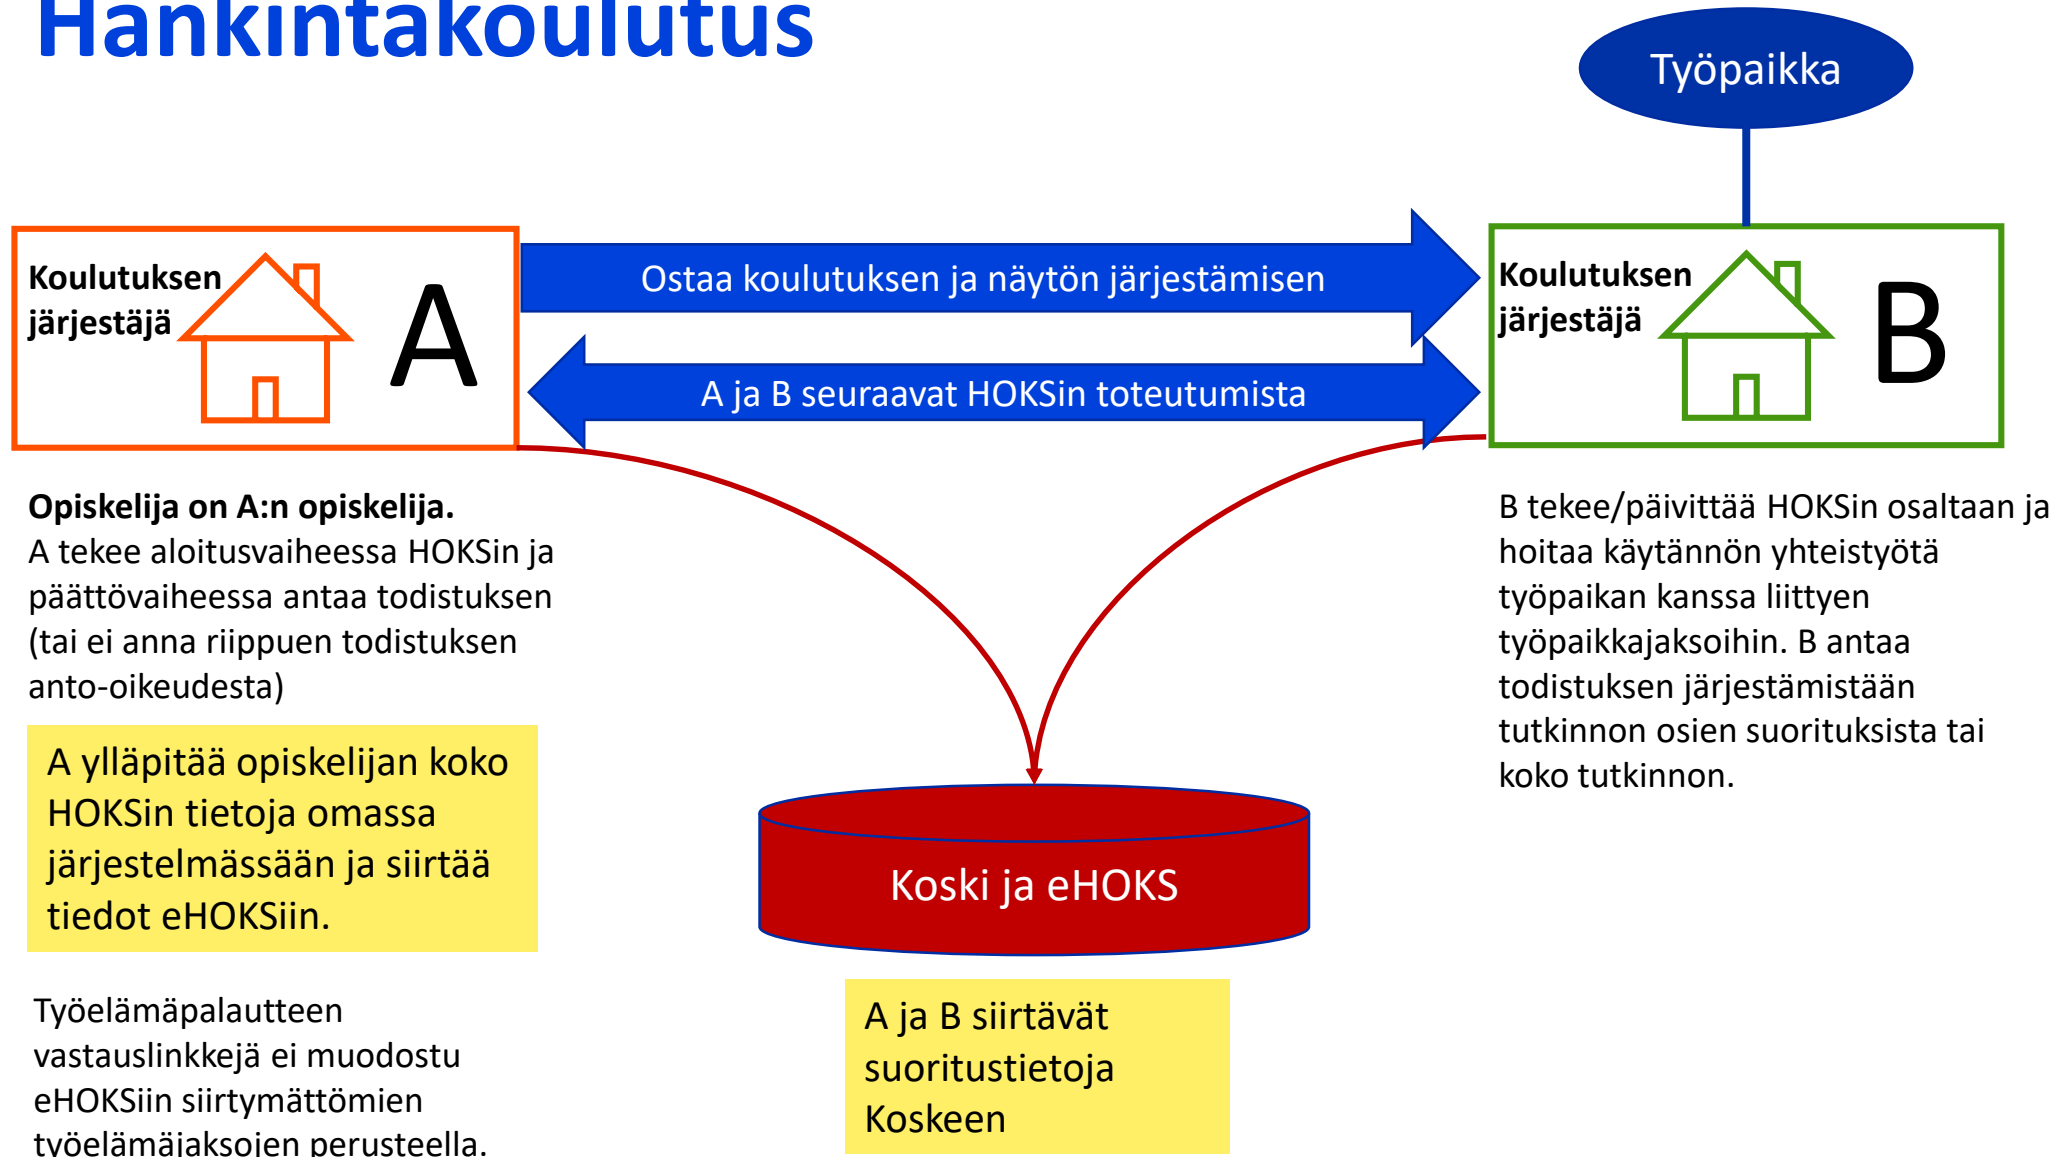 Hankintakoulutus
Työpaikka
Koulutuksen
järjestäjä
A
Ostaa koulutuksen ja näytön järjestämisen
A ja B seuraavat HOKSin toteutumista
Koulutuksen
järjestäjä
B
Opiskelija on A:n opiskelija.
A tekee aloitusvaiheessa HOKSin ja
päättövaiheessa antaa todistuksen
(tai ei anna riippuen todistuksen
anto-oikeudesta)
B tekee/päivittää HOKSin osaltaan ja
hoitaa käytännön yhteistyötä
työpaikan kanssa liittyen
työpaikkajaksoihin. B antaa
todistuksen järjestämistään
tutkinnon osien suorituksista tai
koko tutkinnon.
A ylläpitää opiskelijan koko
HOKSin tietoja omassa
järjestelmässään ja siirtää
tiedot eHOKSiin.
Koski ja eHOKS
Työelämäpalautteen
vastauslinkkejä ei muodostu
eHOKSiin siirtymättömien
työelämäjaksojen perusteella.
A ja B siirtävät
suoritustietoja
Koskeen